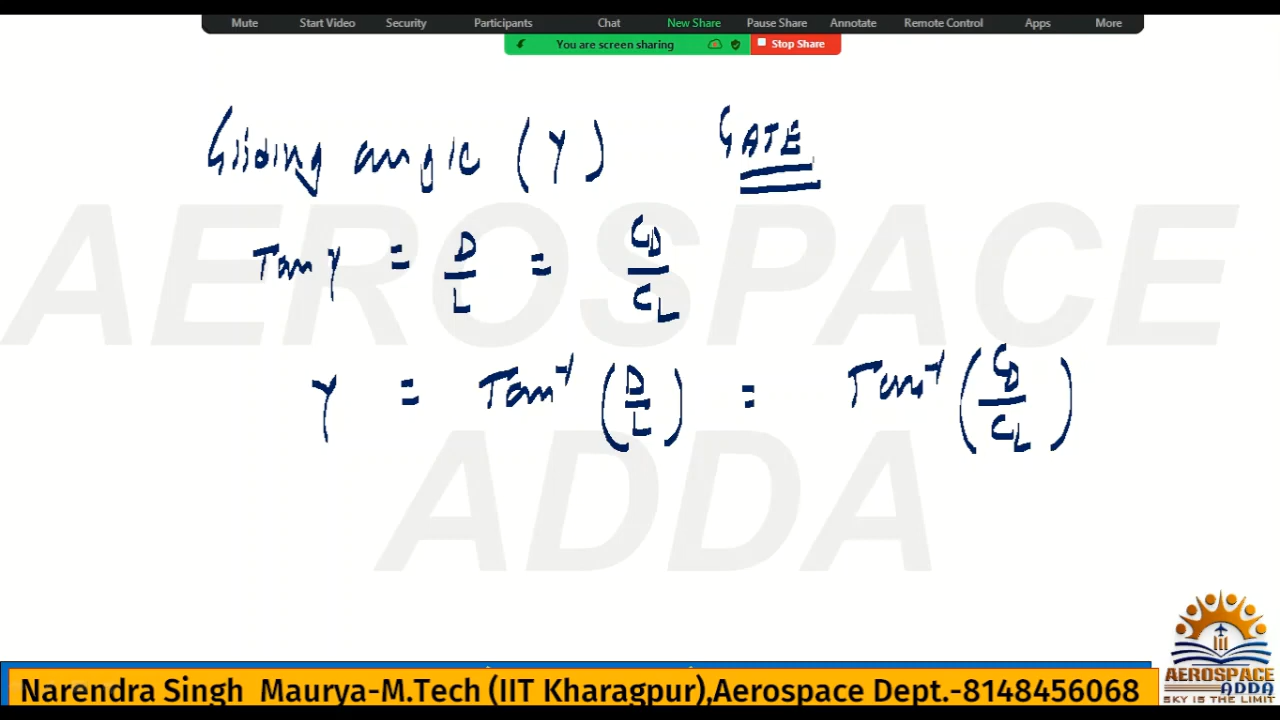 Mute Start Video Security Participants Chat New Share Pause Share Annotate Remote Control Apps More
You are screen sharing Stop Share
Gliding angle (γ) GATE
Tan γ = D/L = CD/CL
γ = Tan⁻¹ (D/L) = Tan⁻¹ (CD/CL)
AEROSPACE
ADDA
Narendra Singh Maurya-M.Tech (IIT Kharagpur),Aerospace Dept.-8148456068
AEROSPACE
ADDA
SKY IS THE LIMIT